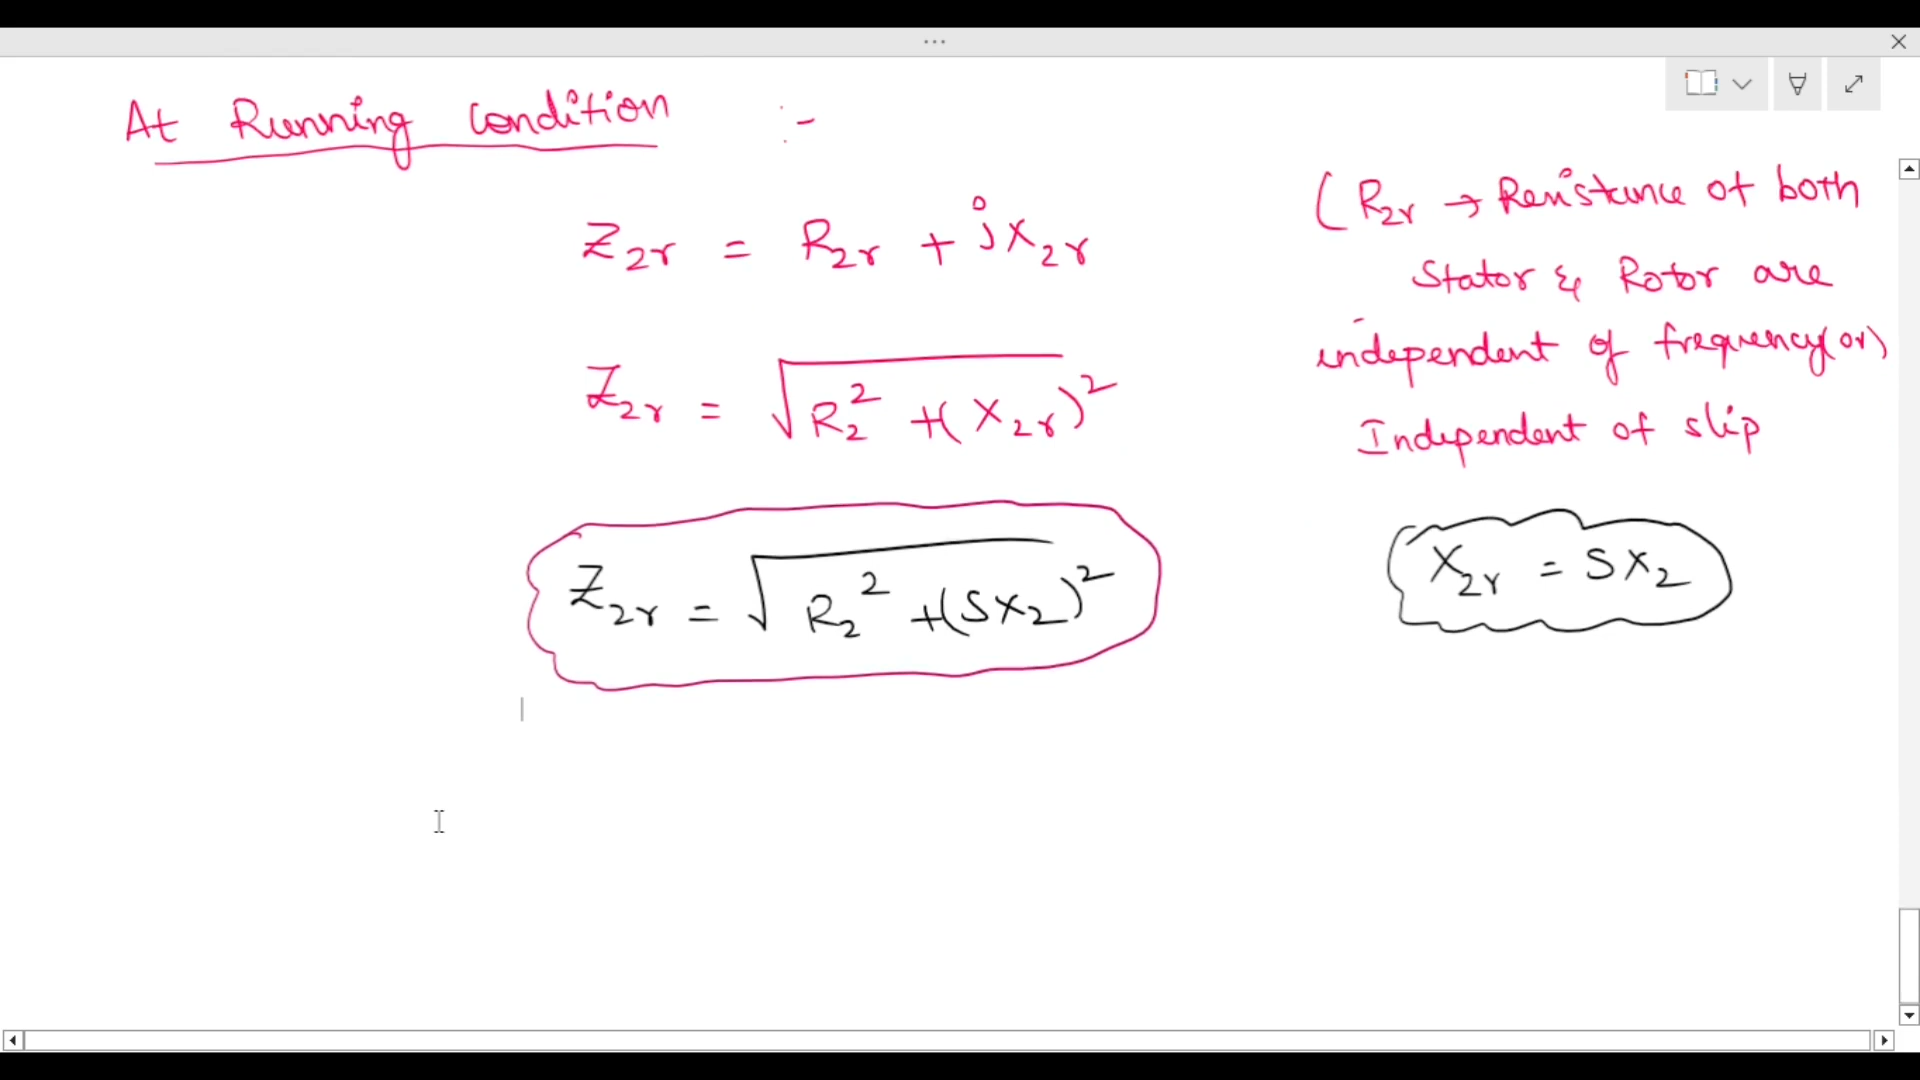 At Running Condition :-
Z2r = R2r + jX2r
(R2r → Resistance of both
Stator & Rotor are
independent of frequency(or)
Independent of slip
Z2r = √R2² + (X2r)²
Z2r = √R2² + (SX2)²
X2r = SX2